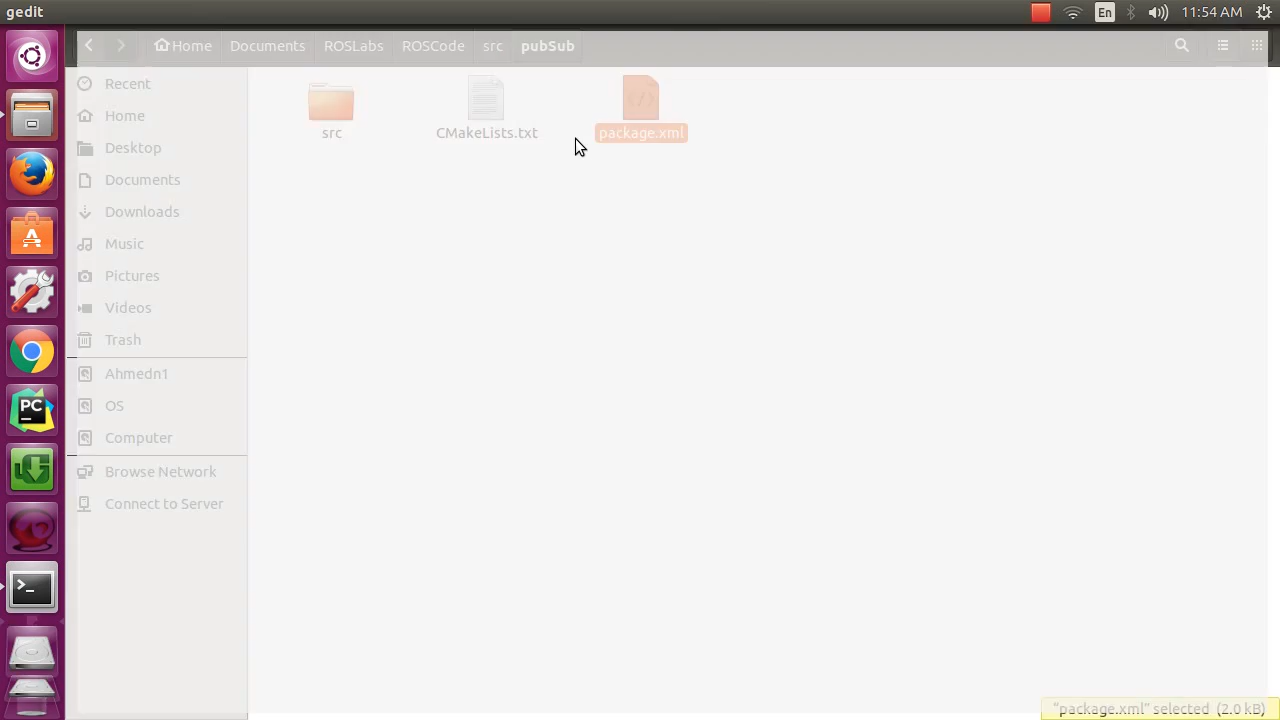 gedit
En
11:54 AM
Home
Documents
ROSLabs
ROSCode
src
pubSub
Recent
Home
Desktop
Documents
Downloads
Music
Pictures
Videos
Trash
Ahmedn1
OS
Computer
Browse Network
Connect to Server
src
CMakeLists.txt
package.xml
PC
>_
"package.xml" selected (2.0 kB)